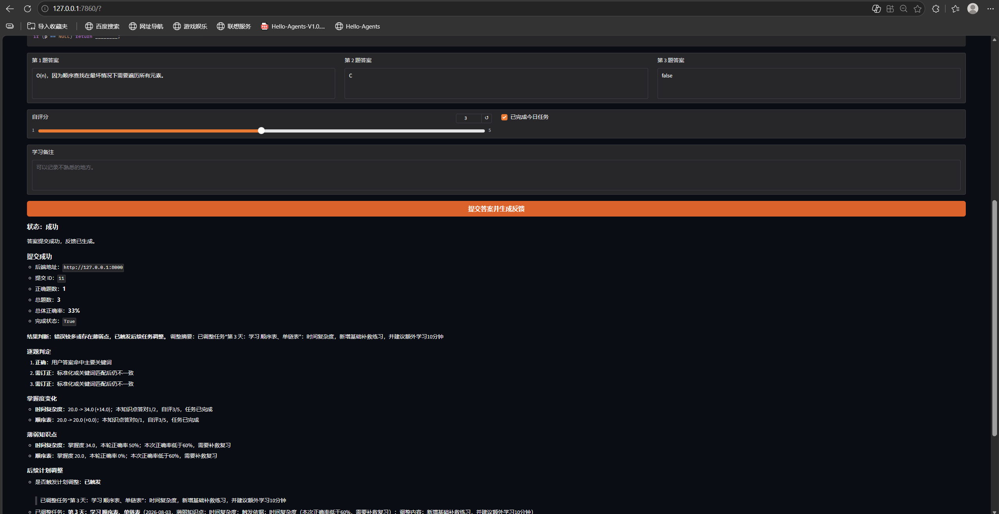 127.0.0.1:7860/?
导入收藏夹 百度搜索 网址导航 游戏娱乐 联想服务 Hello-Agents-V1.0.... Hello-Agents
if (p == NULL) return ________;
第 1 题答案 第 2 题答案 第 3 题答案
O(n)，因为顺序查找在最坏情况下需要遍历所有元素。 C false
自评分 3 已完成今日任务
1 5
学习备注
可以记录不熟悉的地方。
提交答案并生成反馈
状态：成功
答案提交成功，反馈已生成。
提交成功
后端地址：http://127.0.0.1:8000
提交 ID：11
正确题数：1
总题数：3
总体正确率：33%
完成状态：True
结果判断：错误较多或存在薄弱点，已触发后续任务调整。 调整摘要：已调整任务“第 3 天：学习 顺序表、单链表”：时间复杂度，新增基础补救练习，并建议额外学习10分钟
逐题判定
1. 正确：用户答案命中主要关键词
2. 需订正：标准化或关键词匹配后仍不一致
3. 需订正：标准化或关键词匹配后仍不一致
掌握度变化
时间复杂度：20.0 -> 34.0 (+14.0)；本知识点答对1/2，自评3/5，任务已完成
顺序表：20.0 -> 20.0 (+0.0)；本知识点答对0/1，自评3/5，任务已完成
薄弱知识点
时间复杂度：掌握度 34.0，本轮正确率 50%；本次正确率低于60%，需要补救复习
顺序表：掌握度 20.0，本轮正确率 0%；本次正确率低于60%，需要补救复习
后续计划调整
是否触发计划调整：已触发
已调整任务“第 3 天：学习 顺序表、单链表”：时间复杂度，新增基础补救练习，并建议额外学习10分钟
已调整任务：第 3 天：学习 顺序表、单链表（2026-08-03，薄弱知识点：时间复杂度；触发依据：时间复杂度（本次正确率低于60%，需要补救复习）；调整内容：新增基础补救练习，并建议额外学习10分钟）